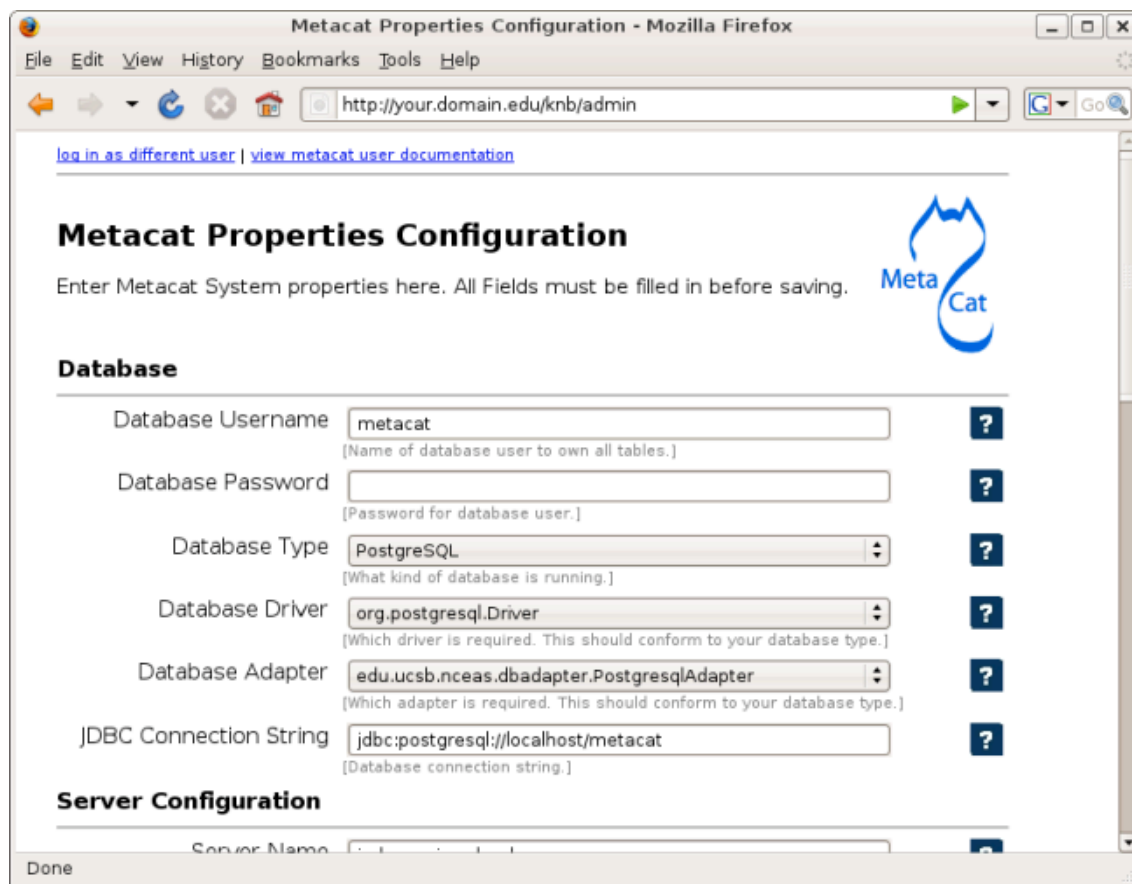 Metacat Properties Configuration - Mozilla Firefox
File Edit View History Bookmarks Tools Help
http://your.domain.edu/knb/admin
G Go
log in as different user | view metacat user documentation
Metacat Properties Configuration
Enter Metacat System properties here. All Fields must be filled in before saving.
Meta
Cat
Database
Database Username metacat ?
[Name of database user to own all tables.]
Database Password ?
[Password for database user.]
Database Type PostgreSQL ?
[What kind of database is running.]
Database Driver org.postgresql.Driver ?
[Which driver is required. This should conform to your database type.]
Database Adapter edu.ucsb.nceas.dbadapter.PostgresqlAdapter ?
[Which adapter is required. This should conform to your database type.]
JDBC Connection String jdbc:postgresql://localhost/metacat ?
[Database connection string.]
Server Configuration
Server Name
Done